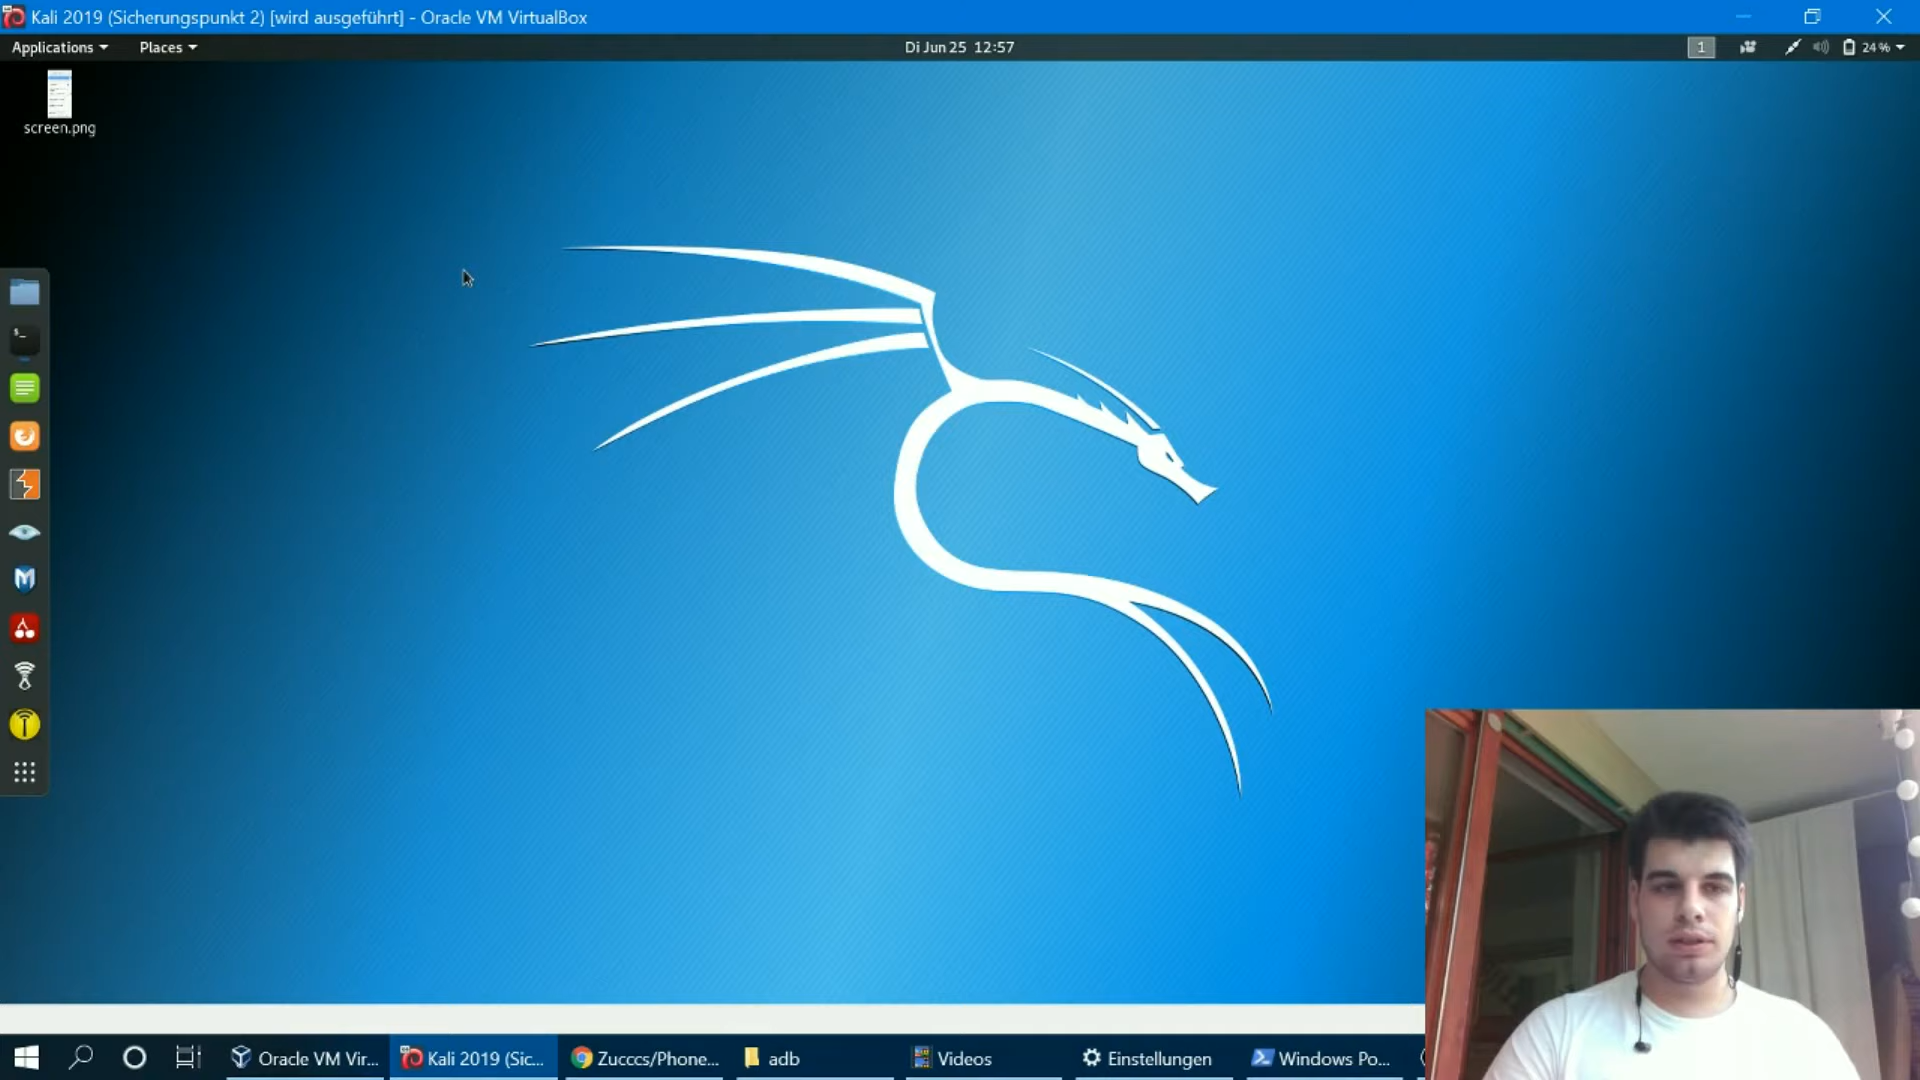 Kali 2019 (Sicherungspunkt 2) [wird ausgeführt] - Oracle VM VirtualBox
Applications Places Di Jun 25 12:57 1 24 %
screen.png
Oracle VM Vir... Kali 2019 (Sic... Zucccs/Phone... adb Videos Einstellungen Windows Po...